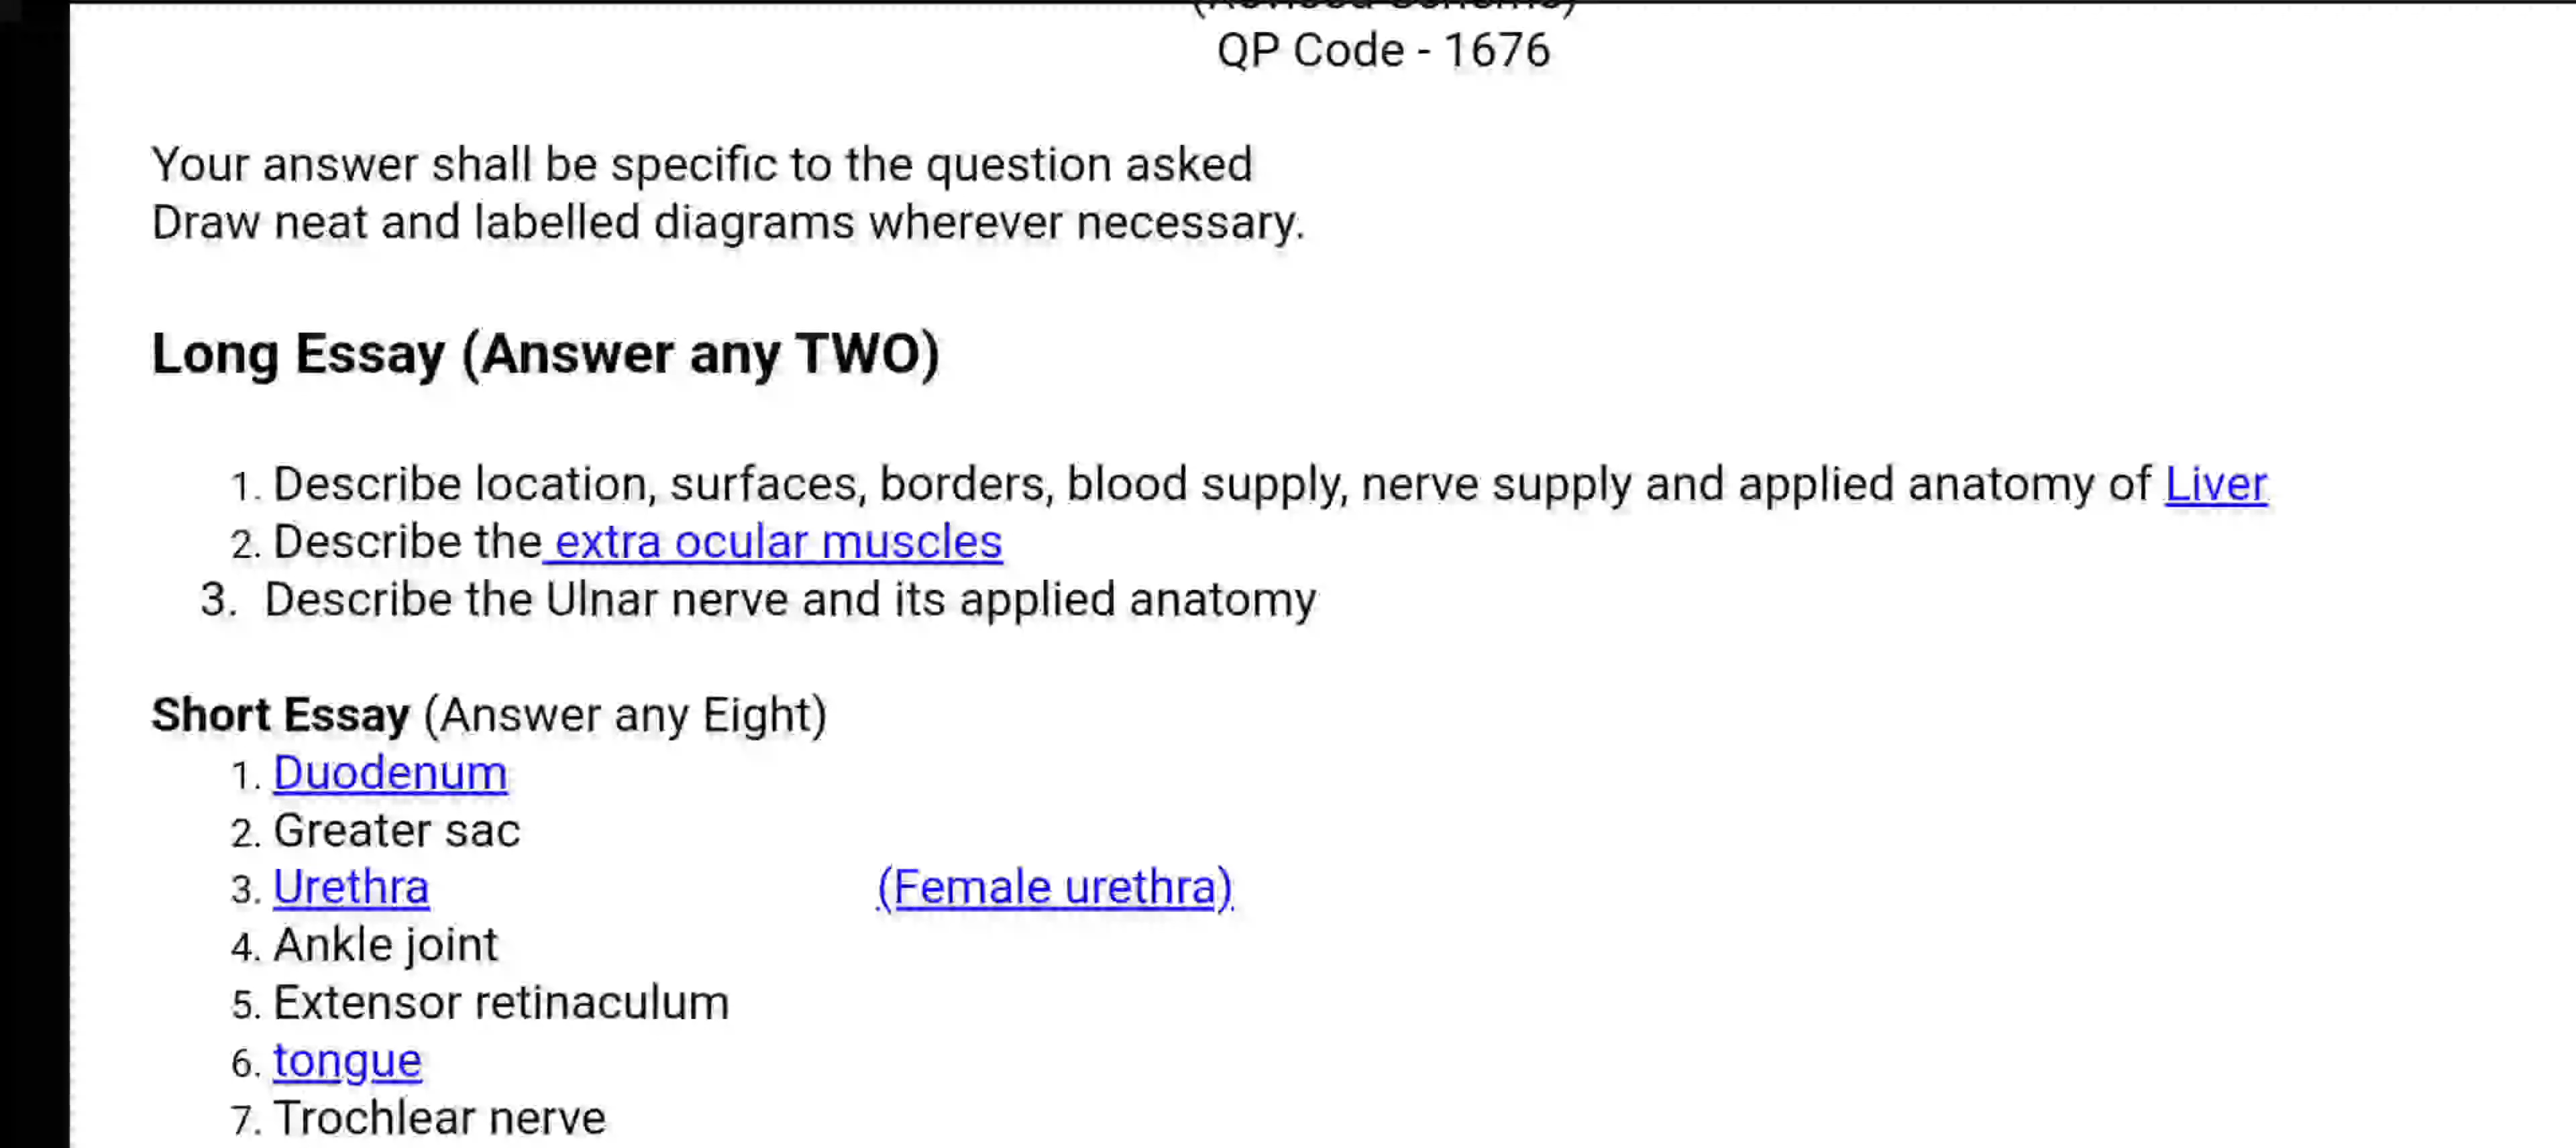 (Revised Scheme)
QP Code - 1676
Your answer shall be specific to the question asked
Draw neat and labelled diagrams wherever necessary.
Long Essay (Answer any TWO)
1. Describe location, surfaces, borders, blood supply, nerve supply and applied anatomy of Liver
2. Describe the extra ocular muscles
3. Describe the Ulnar nerve and its applied anatomy
Short Essay (Answer any Eight)
1. Duodenum
2. Greater sac
3. Urethra (Female urethra)
4. Ankle joint
5. Extensor retinaculum
6. tongue
7. Trochlear nerve